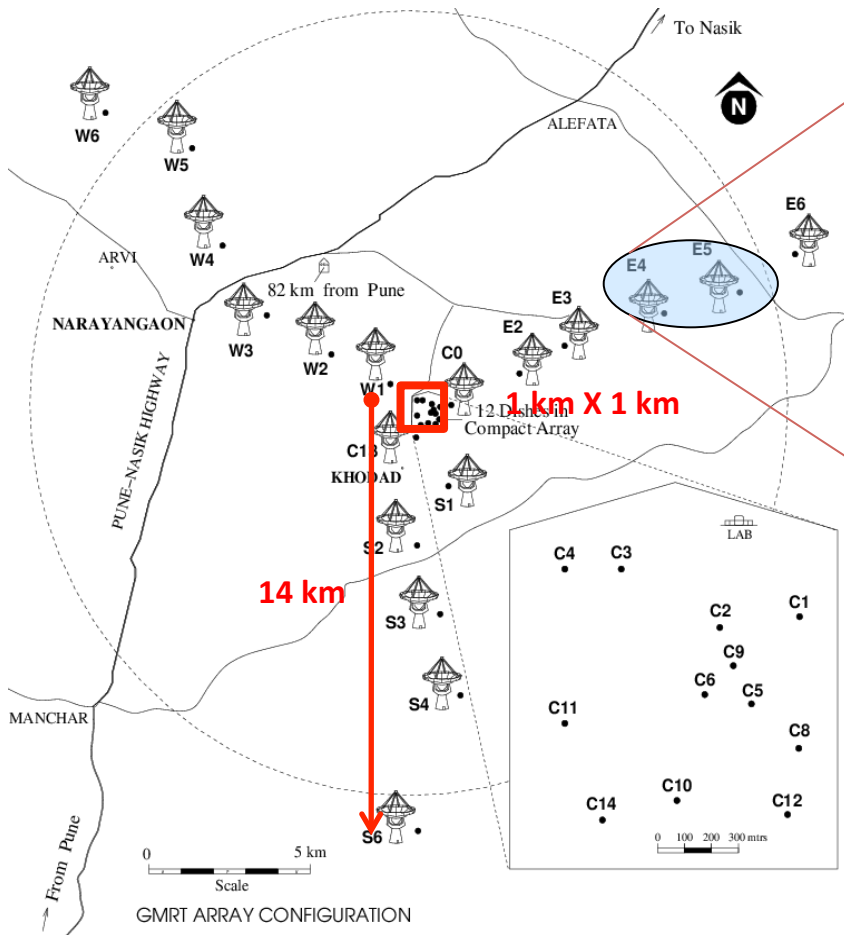 To Nasik
N
W6
W5
ALEFATA
E6
W4
ARVI
E5
E4
82 km from Pune
NARAYANGAON
W3
W2
E3
E2
W1
C0
1 km X 1 km
12 Dishes in
Compact Array
C13
KHODAD
S1
PUNE-NASIK HIGHWAY
S2
14 km
S3
S4
MANCHAR
S6
From Pune
0
5 km
Scale
GMRT ARRAY CONFIGURATION
LAB
C4
C3
C1
C2
C9
C6
C5
C11
C8
C10
C14
C12
0 100 200 300 mtrs